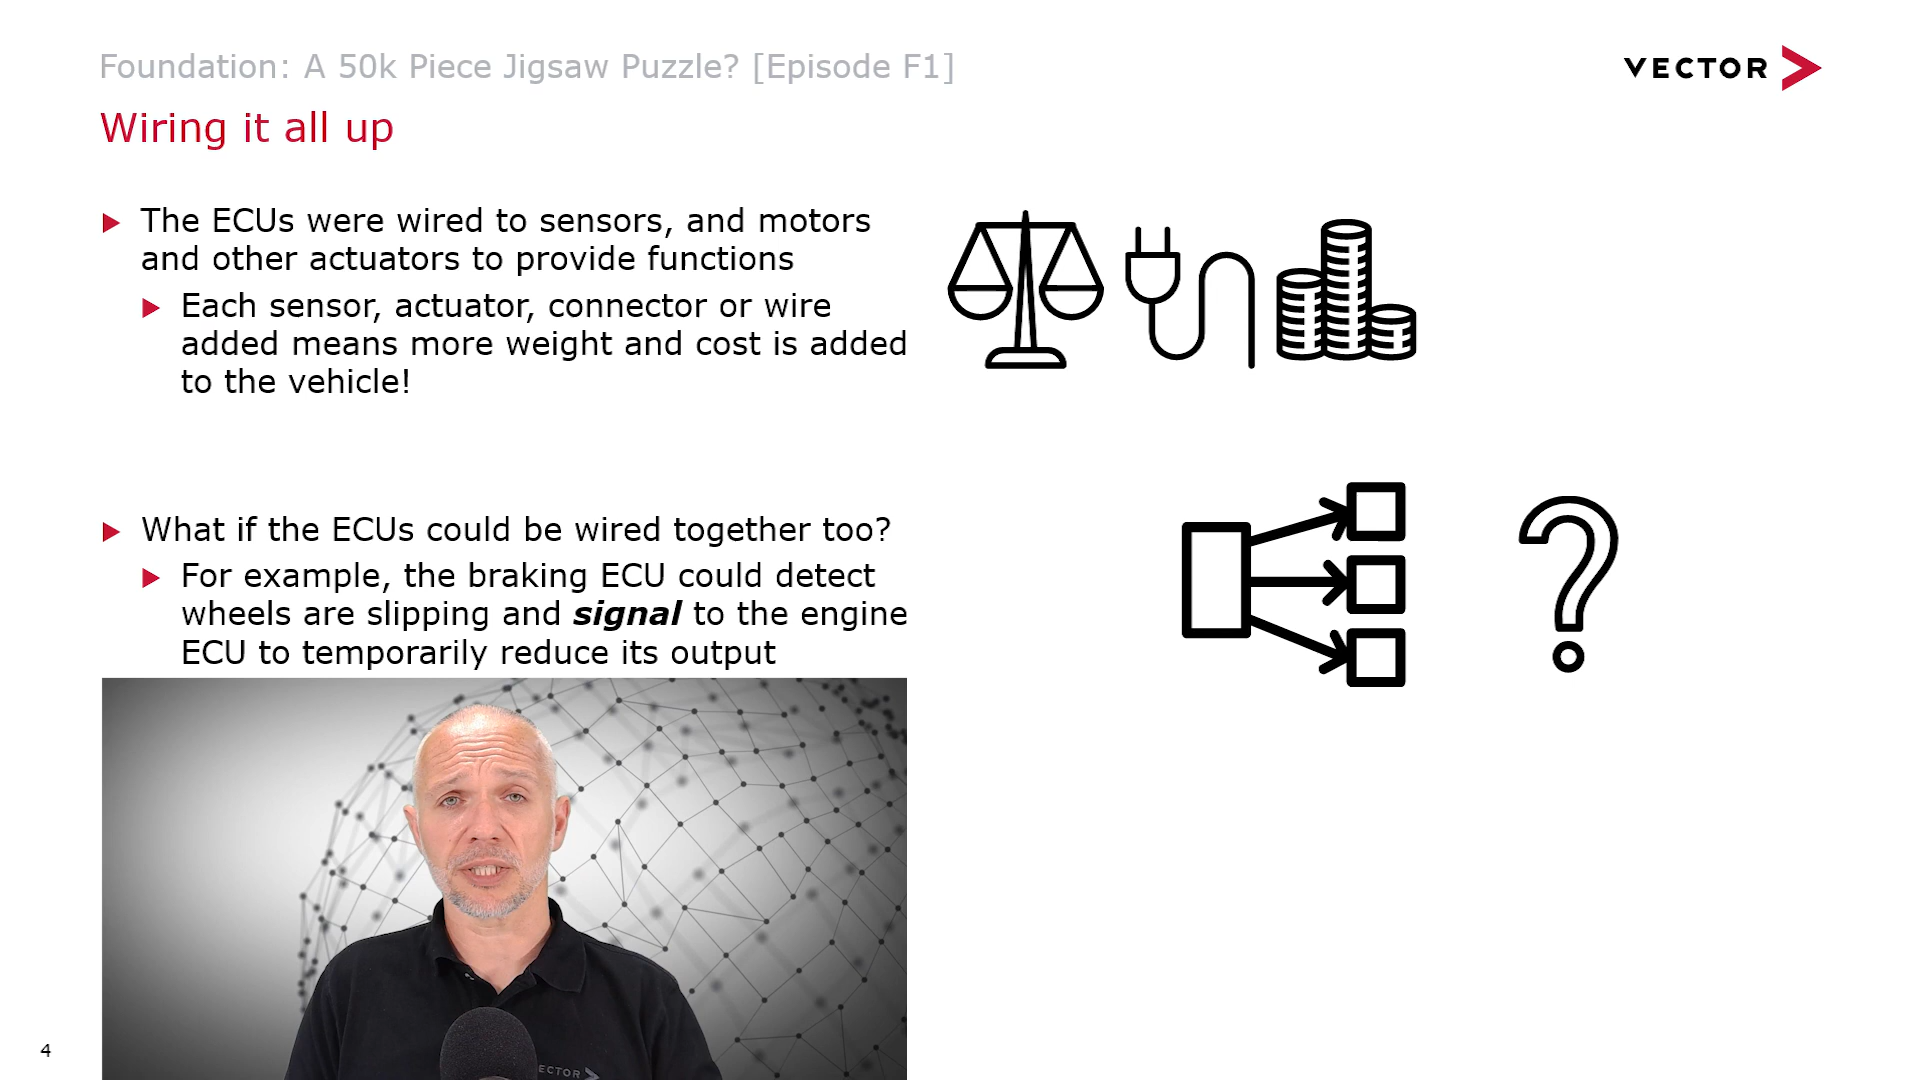 Foundation: A 50k Piece Jigsaw Puzzle? [Episode F1]
VECTOR
Wiring it all up
The ECUs were wired to sensors, and motors
and other actuators to provide functions
Each sensor, actuator, connector or wire
added means more weight and cost is added
to the vehicle!
What if the ECUs could be wired together too?
For example, the braking ECU could detect
wheels are slipping and signal to the engine
ECU to temporarily reduce its output
ECTOR
4